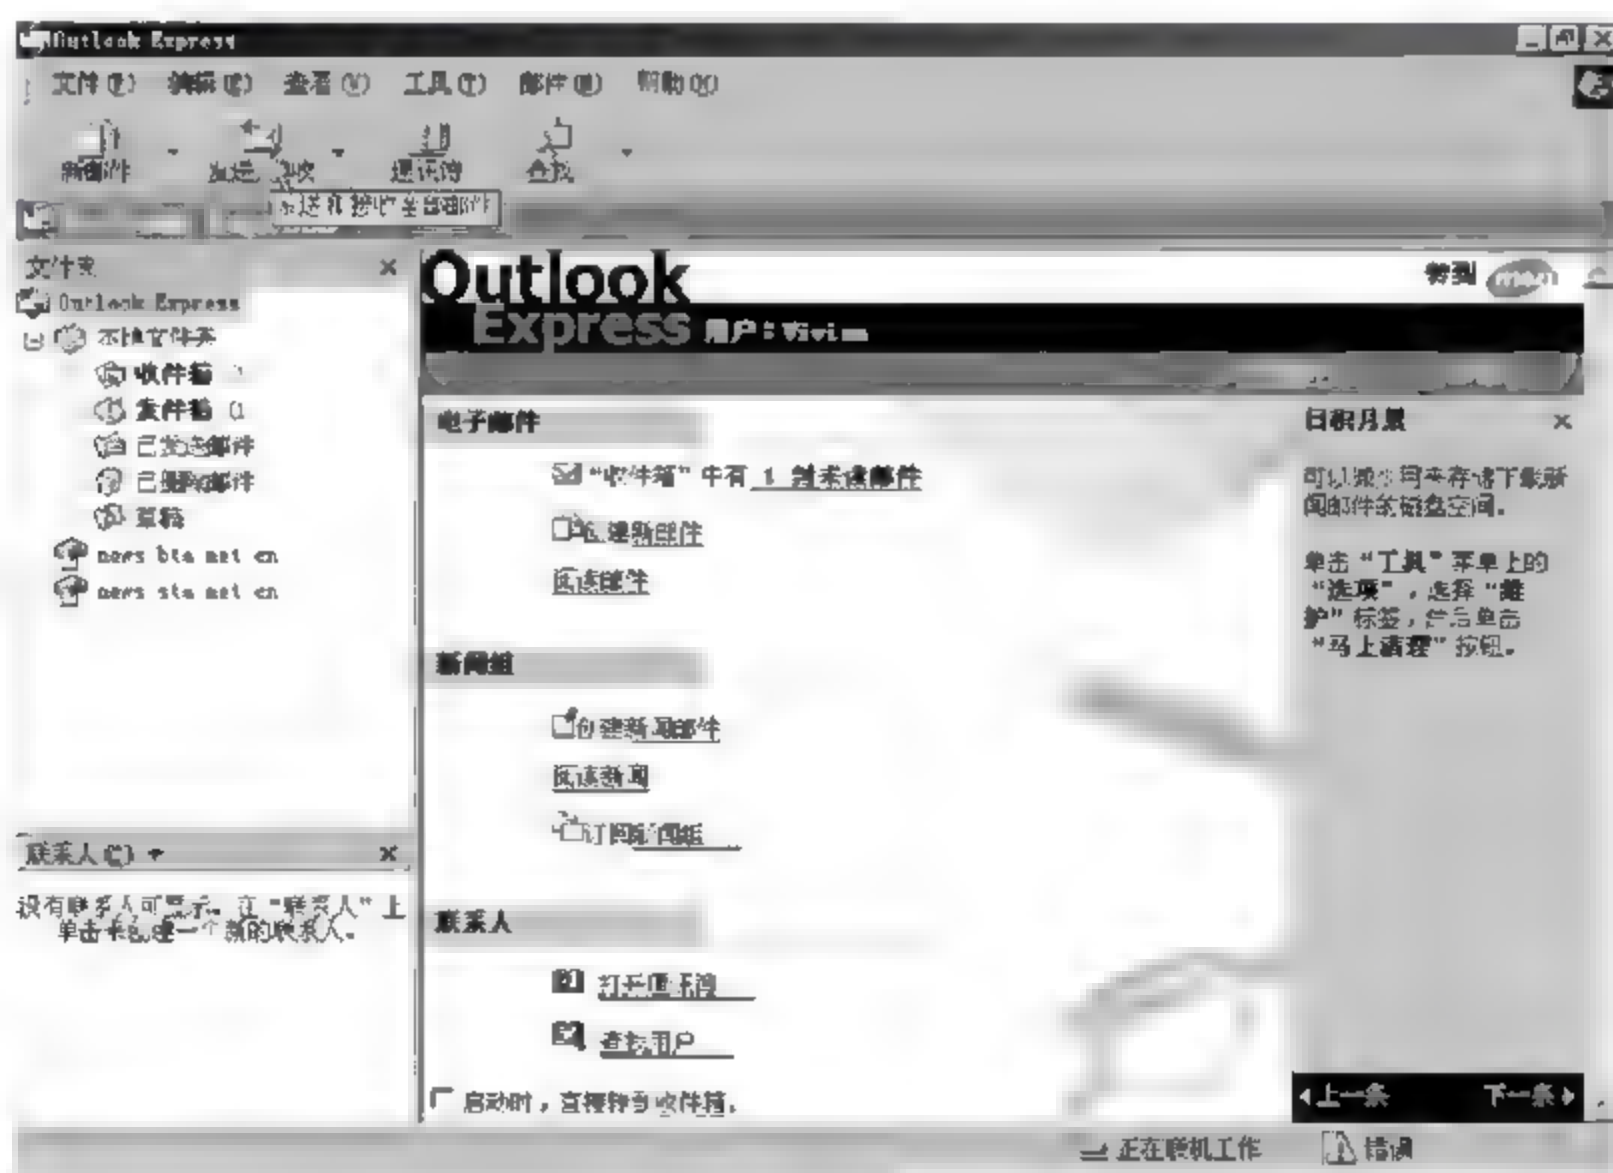 Outlook Express
文件(F) 编辑(E) 查看(V) 工具(T) 邮件(M) 帮助(H)
新邮件 发送 接收 通讯簿 查找
发送和接收全部邮件
文件夹
Outlook Express
本地文件夹
收件箱
发件箱
已发送邮件
已删除邮件
草稿
news bta net cn
news sta net cn
联系人(C)
没有联系人可显示。在“联系人”上
单击来创建一个新的联系人。
Outlook
Express 用户:Vivian
转到 msn
电子邮件
“收件箱”中有 1 封未读邮件
创建新邮件
阅读邮件
新闻组
创建新闻邮件
阅读新闻
订阅新闻组
联系人
打开通讯簿
查找用户
启动时,直接转到收件箱。
日积月累
可以减少用来存储下载新
闻邮件的磁盘空间。
单击“工具”菜单上的
“选项”,选择“维
护”标签,然后单击
“马上清理”按钮。
上一条 下一条
正在联机工作 错误